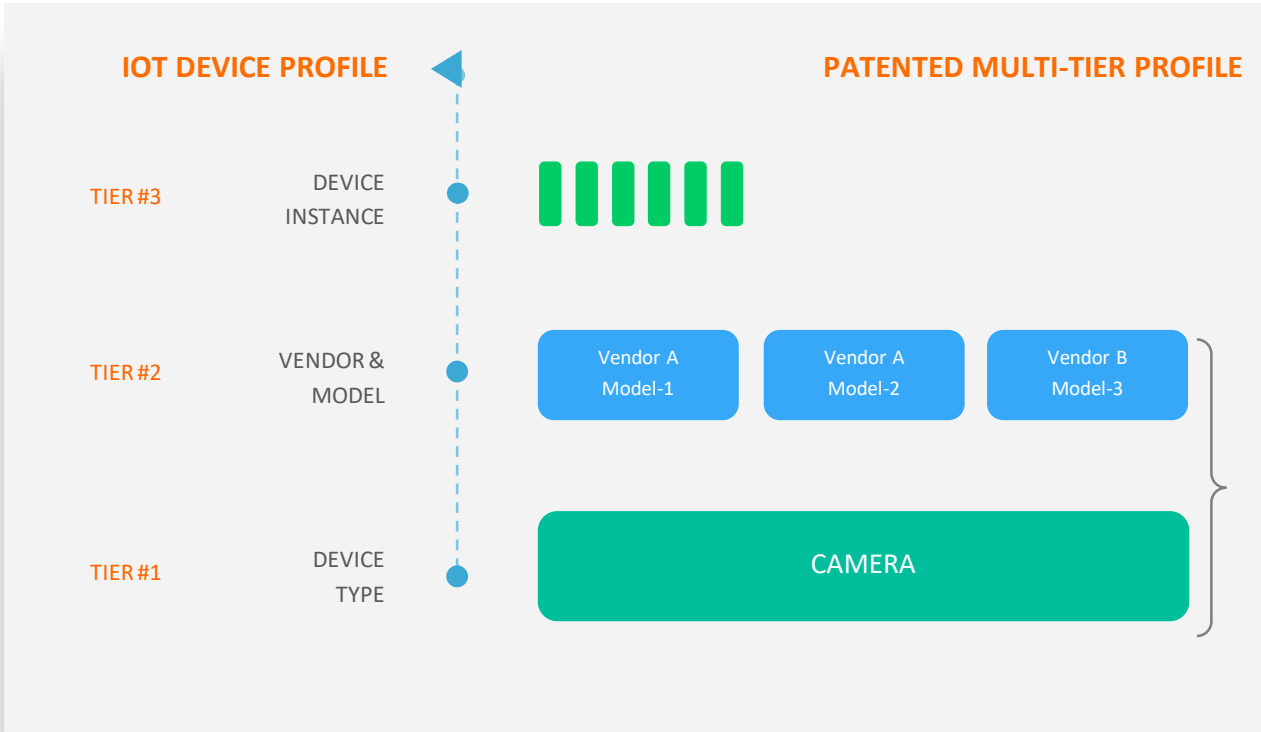 IOT DEVICE PROFILE
PATENTED MULTI-TIER PROFILE
TIER #3
DEVICE
INSTANCE
TIER #2
VENDOR &
MODEL
Vendor A
Model-1
Vendor A
Model-2
Vendor B
Model-3
TIER #1
DEVICE
TYPE
CAMERA